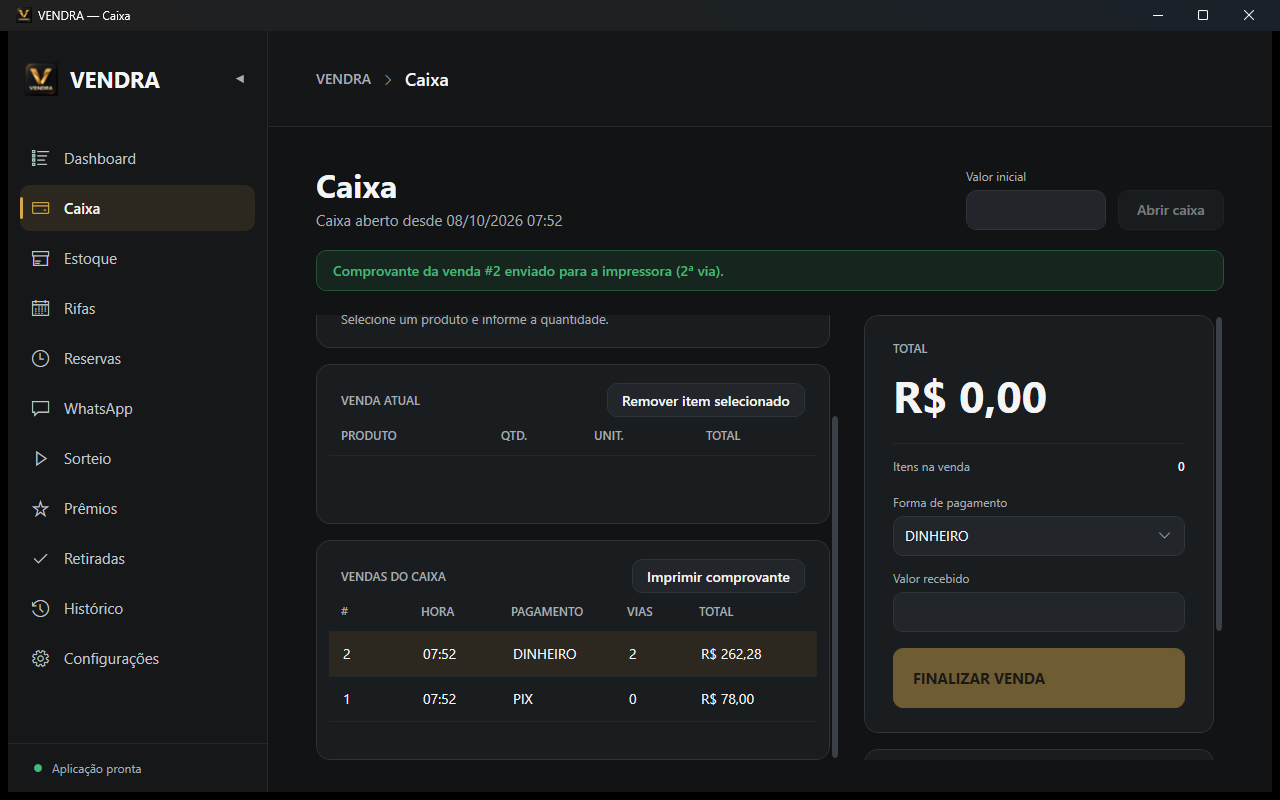 VENDRA — Caixa
VENDRA
VENDRA
VENDRA > Caixa
Dashboard
Caixa
Estoque
Rifas
Reservas
WhatsApp
Sorteio
Prêmios
Retiradas
Histórico
Configurações
Aplicação pronta
Caixa
Caixa aberto desde 08/10/2026 07:52
Valor inicial
Abrir caixa
Comprovante da venda #2 enviado para a impressora (2ª via).
Selecione um produto e informe a quantidade.
VENDA ATUAL
Remover item selecionado
PRODUTO QTD. UNIT. TOTAL
VENDAS DO CAIXA
Imprimir comprovante
# HORA PAGAMENTO VIAS TOTAL
2 07:52 DINHEIRO 2 R$ 262,28
1 07:52 PIX 0 R$ 78,00
TOTAL
R$ 0,00
Itens na venda 0
Forma de pagamento
DINHEIRO
Valor recebido
FINALIZAR VENDA